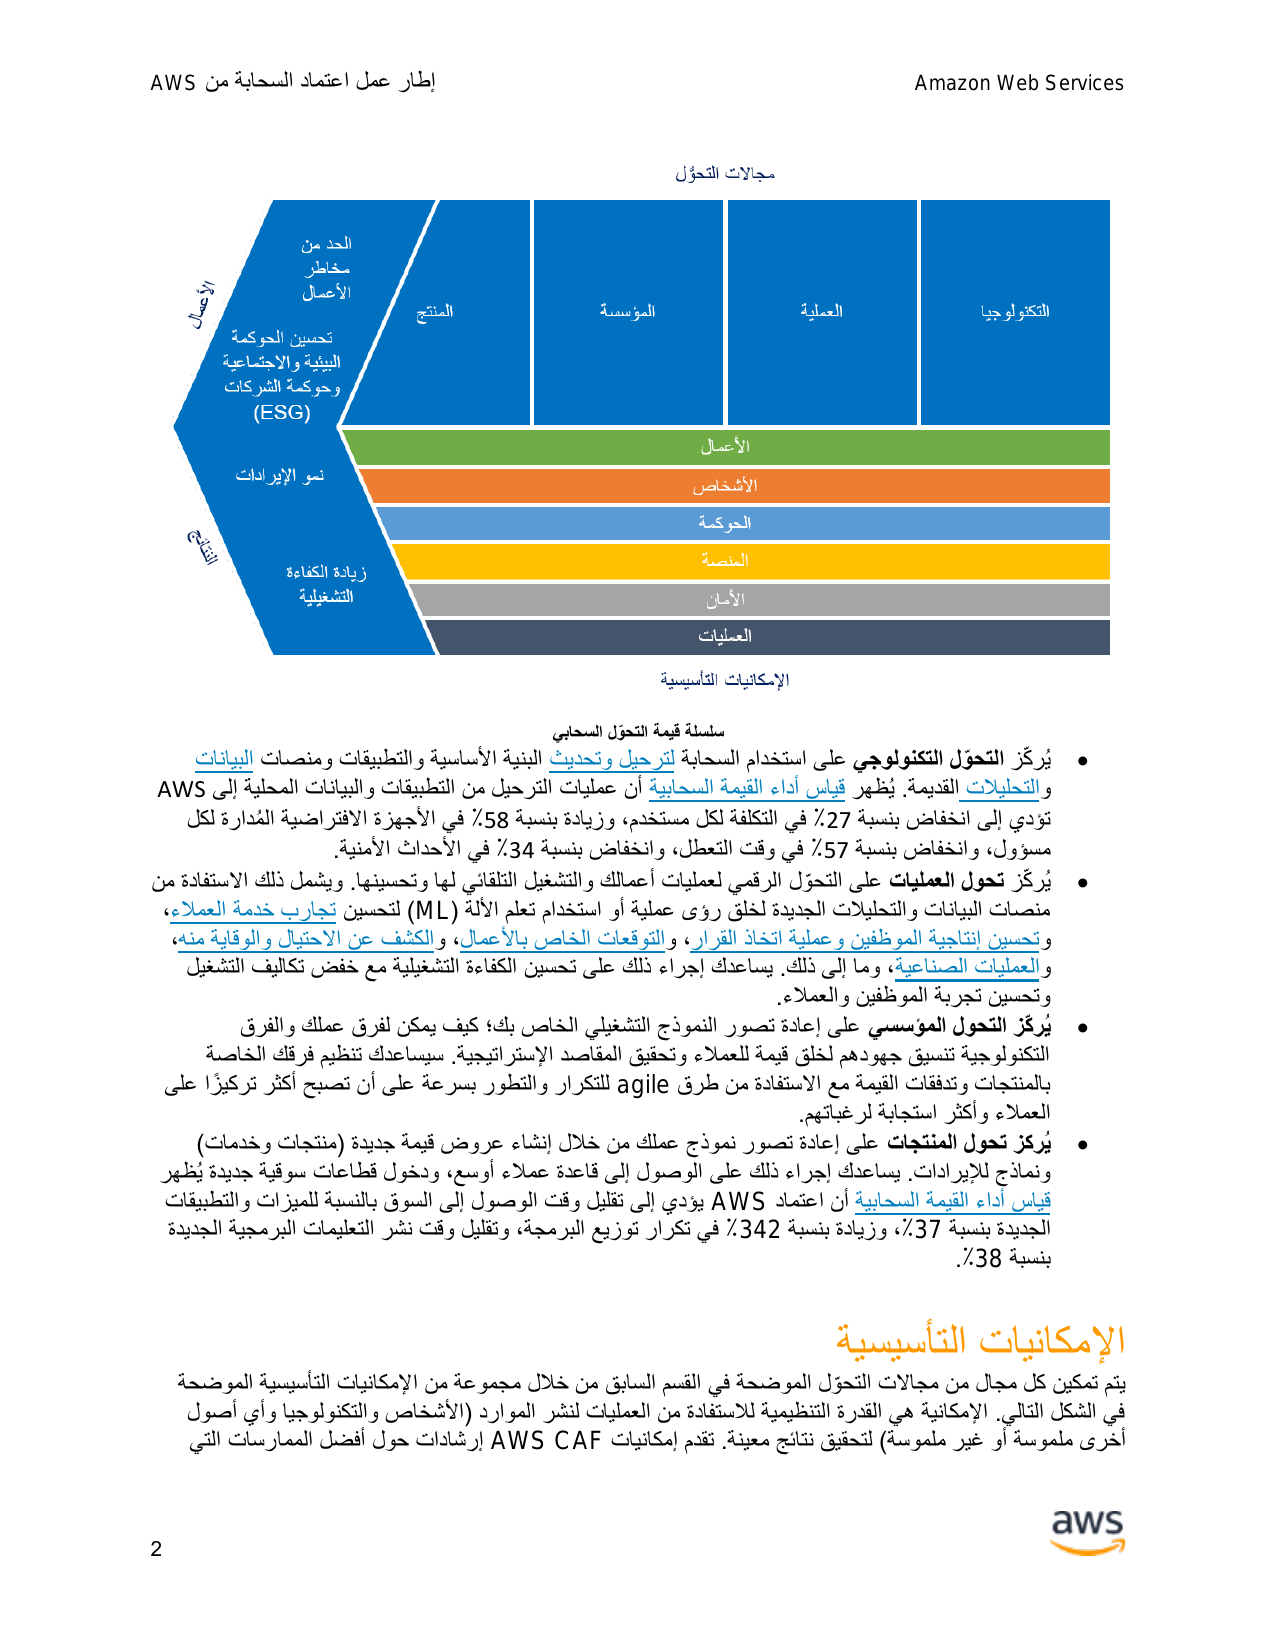 Amazon Web Services
إطار عمل اعتماد السحابة من AWS
مجالات التحوُّل
التكنولوجيا
العملية
المؤسسة
المنتج
الحد من
مخاطر
الأعمال
تحسين الحوكمة
البيئية والاجتماعية
وحوكمة الشركات
(ESG)
نمو الإيرادات
زيادة الكفاءة
التشغيلية
الأعمال
النتائج
الأعمال
الأشخاص
الحوكمة
المنصة
الأمان
العمليات
الإمكانيات التأسيسية
سلسلة قيمة التحوّل السحابي
• يُركّز التحوّل التكنولوجي على استخدام السحابة لترحيل وتحديث البنية الأساسية والتطبيقات ومنصات البيانات
والتحليلات القديمة. يُظهر قياس أداء القيمة السحابية أن عمليات الترحيل من التطبيقات والبيانات المحلية إلى AWS
تؤدي إلى انخفاض بنسبة 27٪ في التكلفة لكل مستخدم، وزيادة بنسبة 58٪ في الأجهزة الافتراضية المُدارة لكل
مسؤول، وانخفاض بنسبة 57٪ في وقت التعطل، وانخفاض بنسبة 34٪ في الأحداث الأمنية.
• يُركّز تحول العمليات على التحوّل الرقمي لعمليات أعمالك والتشغيل التلقائي لها وتحسينها. ويشمل ذلك الاستفادة من
منصات البيانات والتحليلات الجديدة لخلق رؤى عملية أو استخدام تعلم الألة (ML) لتحسين تجارب خدمة العملاء،
وتحسين إنتاجية الموظفين وعملية اتخاذ القرار، والتوقعات الخاص بالأعمال، والكشف عن الاحتيال والوقاية منه،
والعمليات الصناعية، وما إلى ذلك. يساعدك إجراء ذلك على تحسين الكفاءة التشغيلية مع خفض تكاليف التشغيل
وتحسين تجربة الموظفين والعملاء.
• يُركّز التحول المؤسسي على إعادة تصور النموذج التشغيلي الخاص بك؛ كيف يمكن لفرق عملك والفرق
التكنولوجية تنسيق جهودهم لخلق قيمة للعملاء وتحقيق المقاصد الإستراتيجية. سيساعدك تنظيم فرقك الخاصة
بالمنتجات وتدفقات القيمة مع الاستفادة من طرق agile للتكرار والتطور بسرعة على أن تصبح أكثر تركيزًا على
العملاء وأكثر استجابة لرغباتهم.
• يُركز تحول المنتجات على إعادة تصور نموذج عملك من خلال إنشاء عروض قيمة جديدة (منتجات وخدمات)
ونماذج للإيرادات. يساعدك إجراء ذلك على الوصول إلى قاعدة عملاء أوسع، ودخول قطاعات سوقية جديدة يُظهر
قياس أداء القيمة السحابية أن اعتماد AWS يؤدي إلى تقليل وقت الوصول إلى السوق بالنسبة للميزات والتطبيقات
الجديدة بنسبة 37٪، وزيادة بنسبة 342٪ في تكرار توزيع البرمجة، وتقليل وقت نشر التعليمات البرمجية الجديدة
بنسبة 38٪.
الإمكانيات التأسيسية
يتم تمكين كل مجال من مجالات التحوّل الموضحة في القسم السابق من خلال مجموعة من الإمكانيات التأسيسية الموضحة
في الشكل التالي. الإمكانية هي القدرة التنظيمية للاستفادة من العمليات لنشر الموارد (الأشخاص والتكنولوجيا وأي أصول
أخرى ملموسة أو غير ملموسة) لتحقيق نتائج معينة. تقدم إمكانيات AWS CAF إرشادات حول أفضل الممارسات التي
aws
2